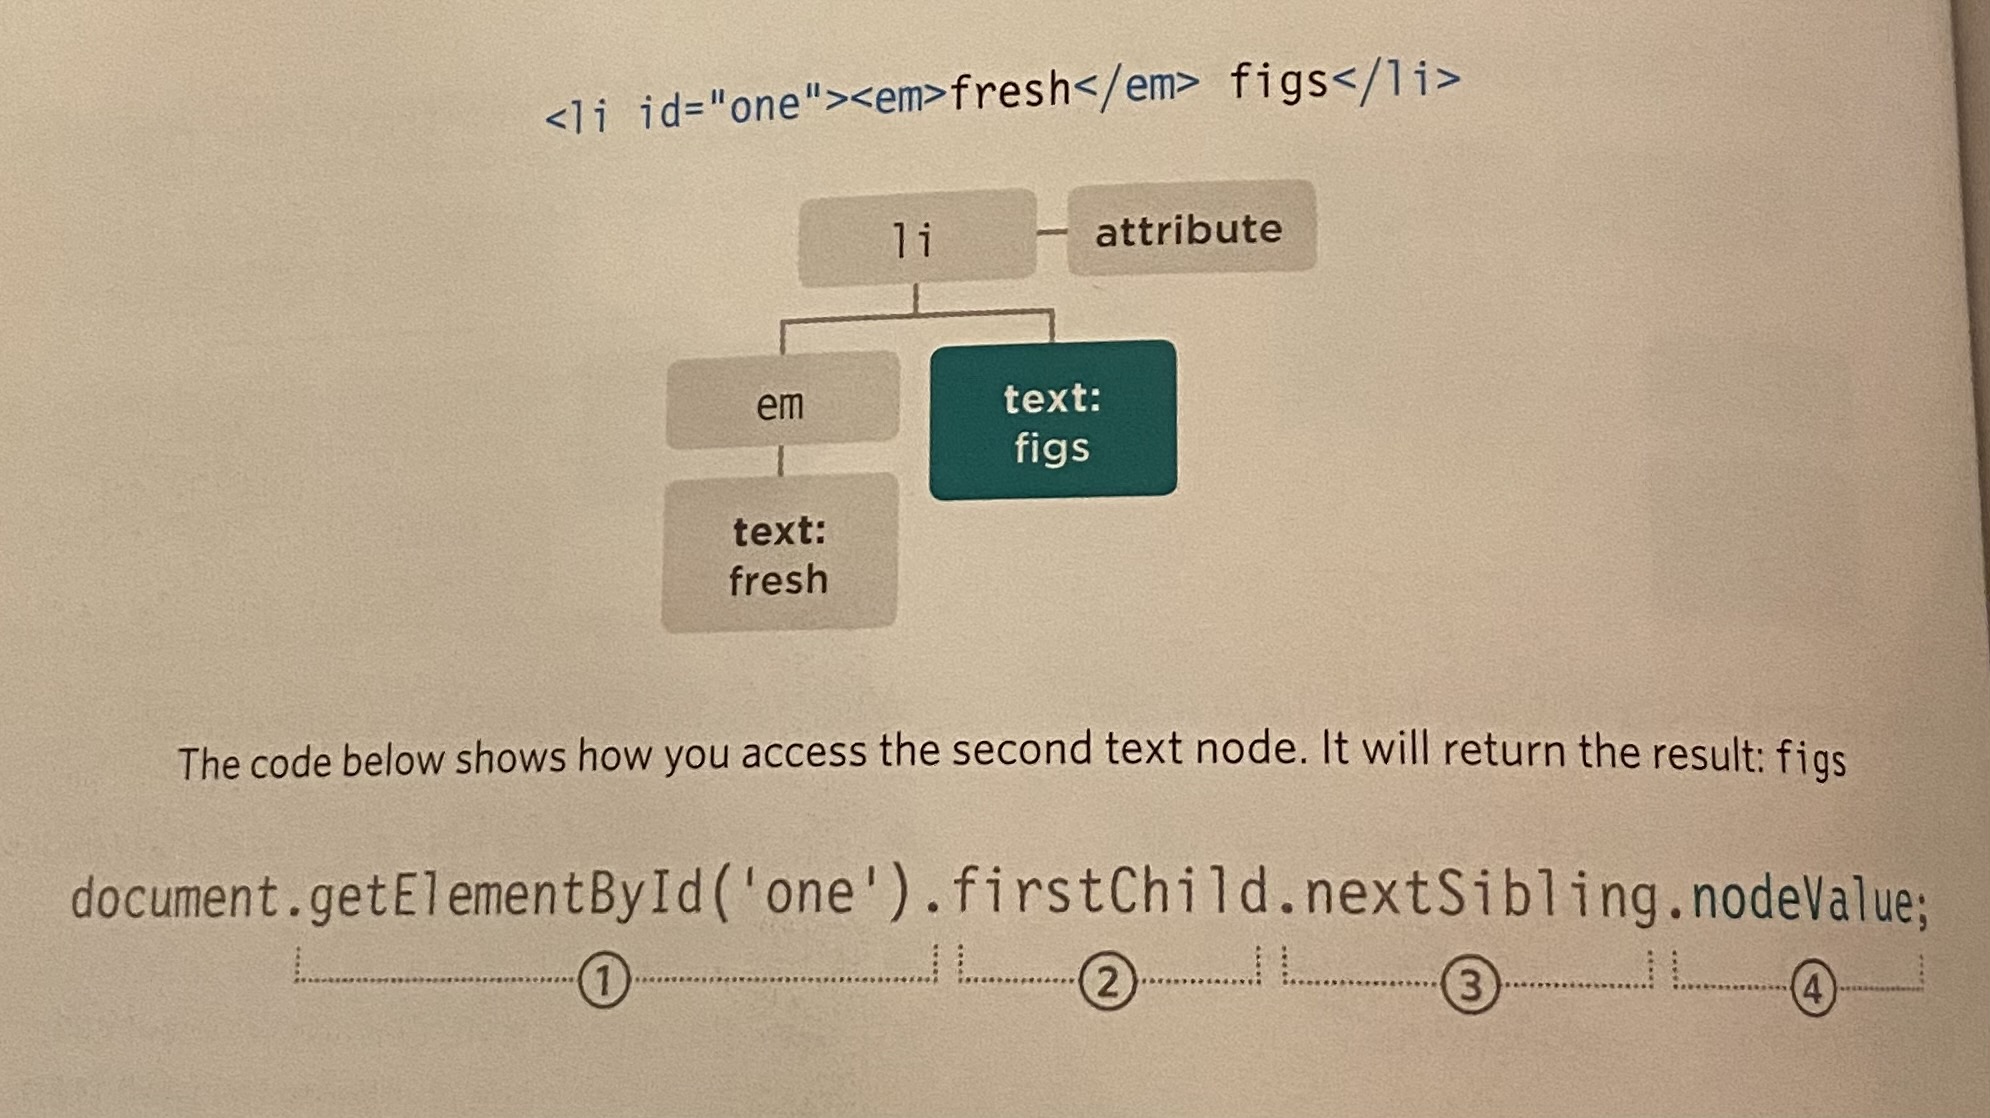 <li id="one"><em>fresh</em> figs</li>
li
attribute
em
text:
figs
text:
fresh
The code below shows how you access the second text node. It will return the result: figs
document.getElementById('one').firstChild.nextSibling.nodeValue;
1 2 3 4